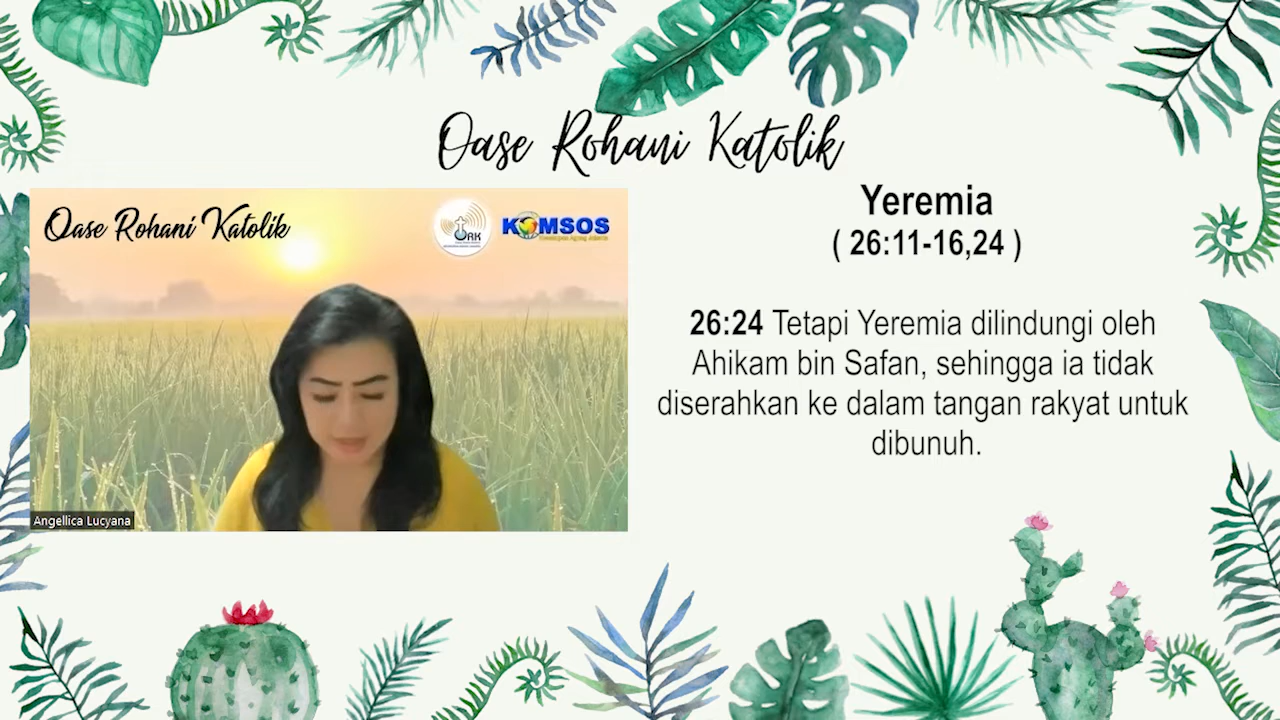 Oase Rohani Katolik
Oase Rohani Katolik
ORK
KOMSOS
Yeremia
( 26:11-16,24 )
26:24 Tetapi Yeremia dilindungi oleh
Ahikam bin Safan, sehingga ia tidak
diserahkan ke dalam tangan rakyat untuk
dibunuh.
Angellica Lucyana